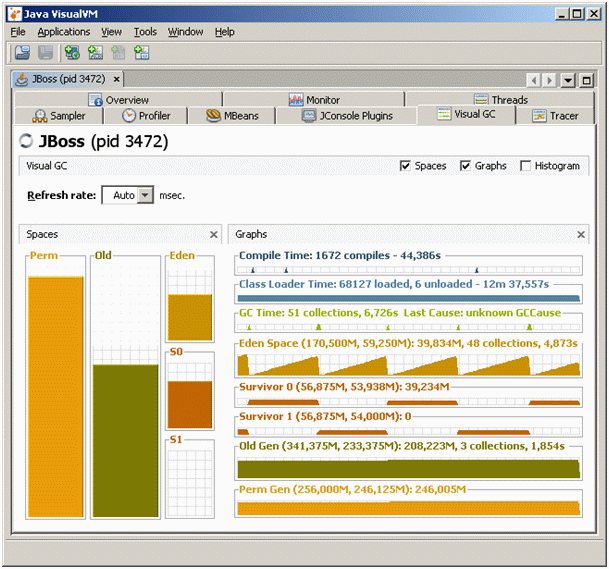 Java VisualVM
File Applications View Tools Window Help
JBoss (pid 3472)
Overview Monitor Threads
Sampler Profiler MBeans JConsole Plugins Visual GC Tracer
JBoss (pid 3472)
Visual GC Spaces Graphs Histogram
Refresh rate: Auto msec.
Spaces Graphs
Perm Old Eden
S0
S1
Compile Time: 1672 compiles - 44,386s
Class Loader Time: 68127 loaded, 6 unloaded - 12m 37,557s
GC Time: 51 collections, 6,726s Last Cause: unknown GCCause
Eden Space (170,500M, 59,250M): 39,834M, 48 collections, 4,873s
Survivor 0 (56,875M, 53,938M): 39,234M
Survivor 1 (56,875M, 54,000M): 0
Old Gen (341,375M, 233,375M): 208,223M, 3 collections, 1,854s
Perm Gen (256,000M, 246,125M): 246,005M